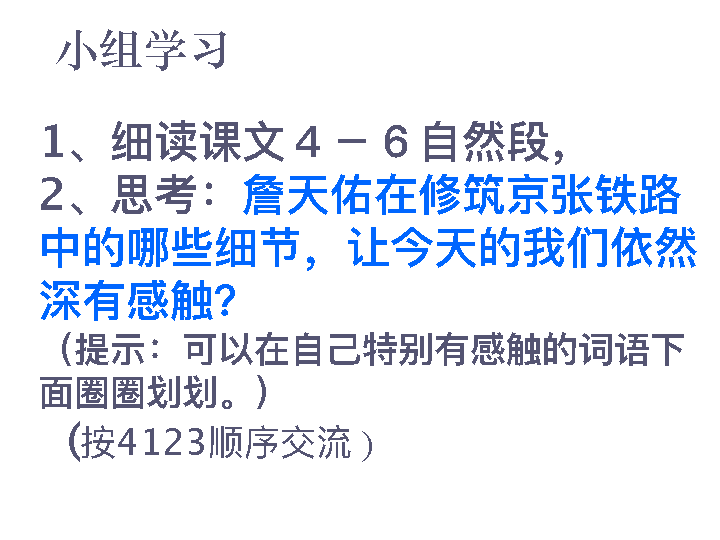 小组学习
1、细读课文４－６自然段，
2、思考：詹天佑在修筑京张铁路
中的哪些细节，让今天的我们依然
深有感触？
（提示：可以在自己特别有感触的词语下
面圈圈划划。）
（按4123顺序交流）